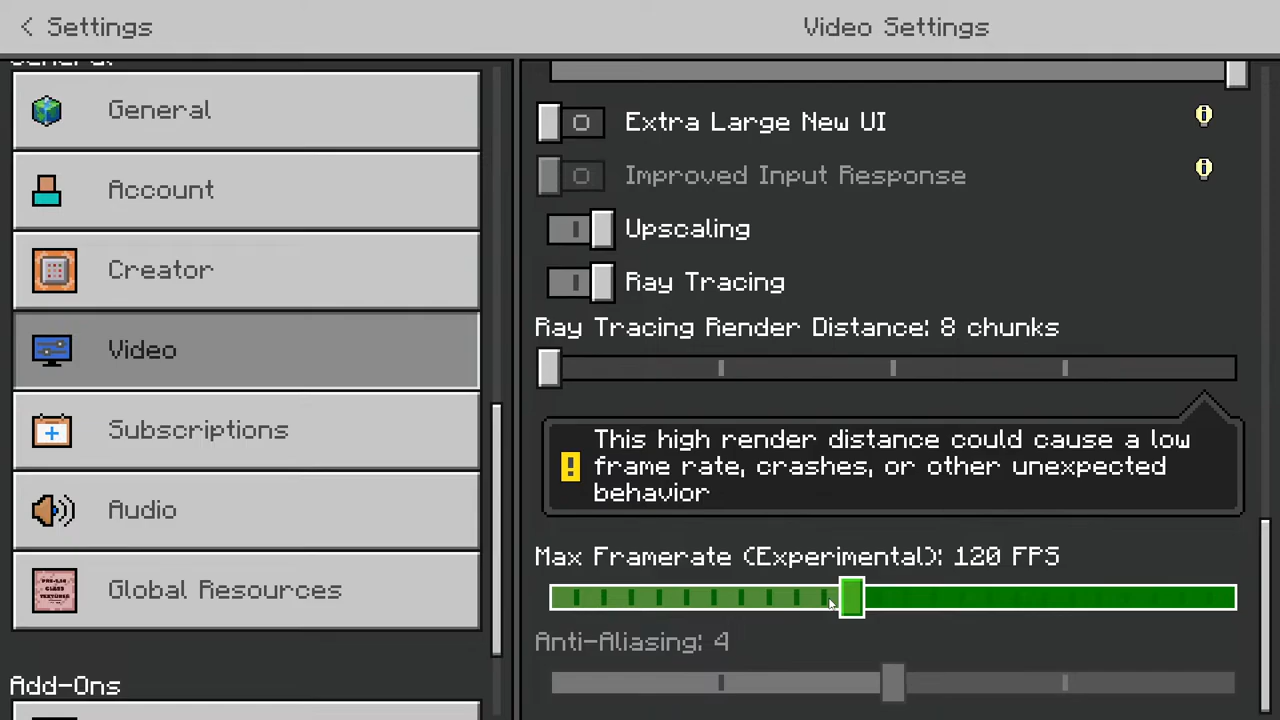 Settings
Video Settings
General
General
Account
Creator
Video
Subscriptions
Audio
Global Resources
Add-Ons
Extra Large New UI
Improved Input Response
Upscaling
Ray Tracing
Ray Tracing Render Distance: 8 chunks
This high render distance could cause a low
frame rate, crashes, or other unexpected
behavior
Max Framerate (Experimental): 120 FPS
Anti-Aliasing: 4